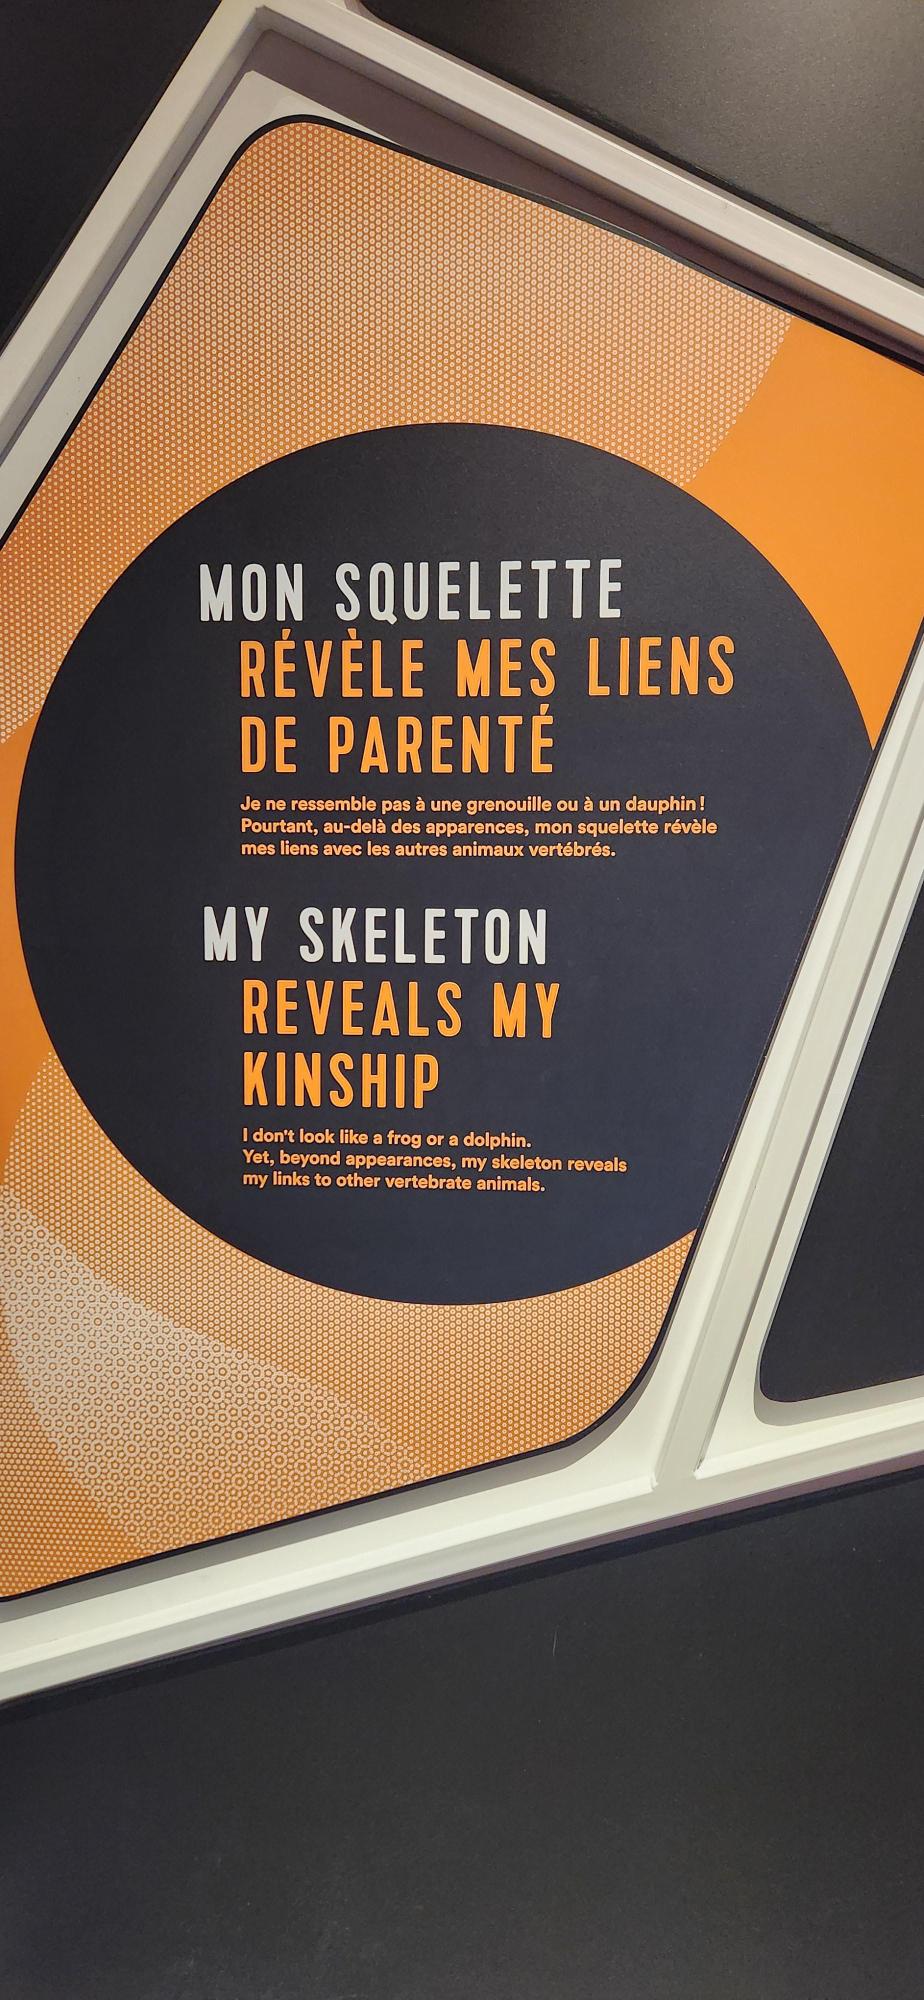 MON SQUELETTE
RÉVÈLE MES LIENS
DE PARENTÉ
Je ne ressemble pas à une grenouille ou à un dauphin !
Pourtant, au-delà des apparences, mon squelette révèle
mes liens avec les autres animaux vertébrés.
MY SKELETON
REVEALS MY
KINSHIP
I don't look like a frog or a dolphin.
Yet, beyond appearances, my skeleton reveals
my links to other vertebrate animals.